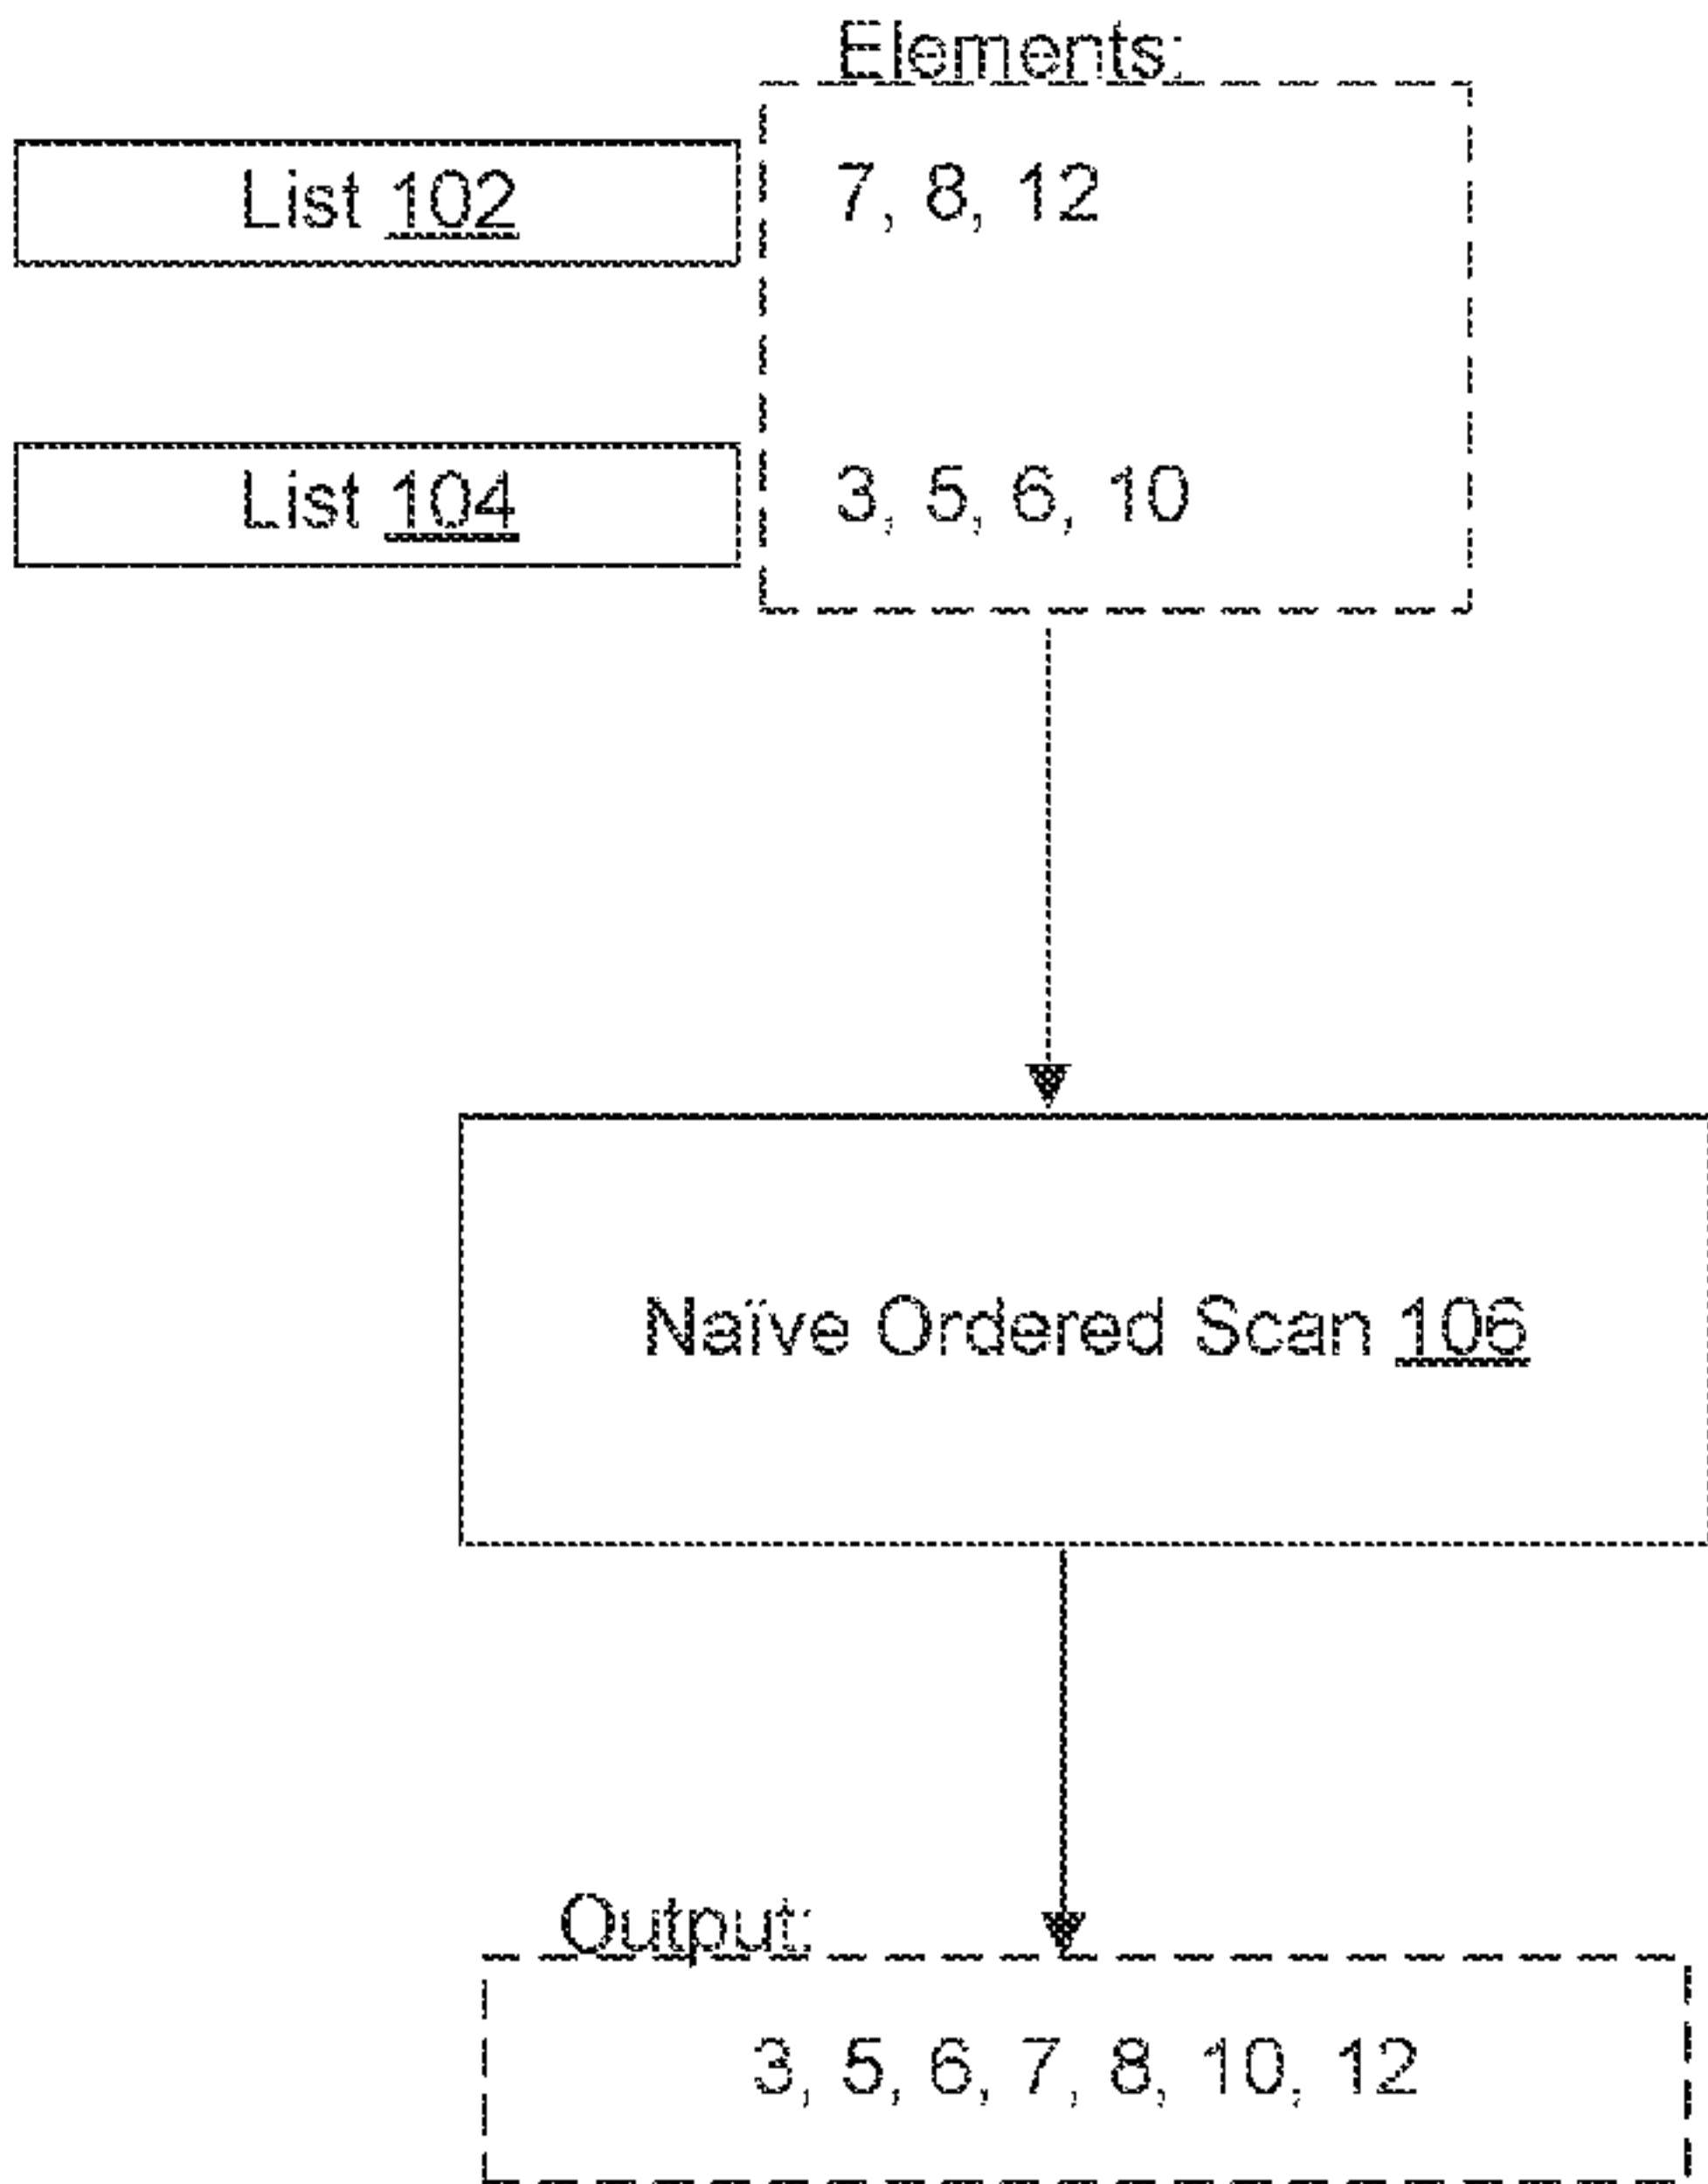 Elements:
List 102
7, 8, 12
List 104
3, 5, 6, 10
Naïve Ordered Scan 106
Output:
3, 5, 6, 7, 8, 10, 12